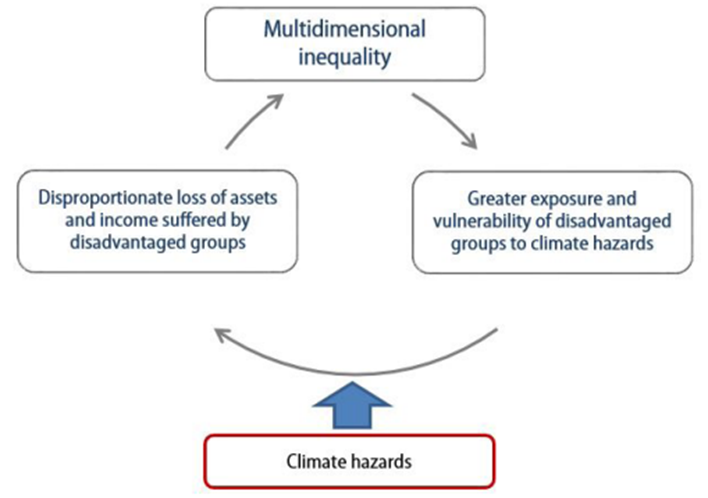 Multidimensional
inequality
Disproportionate loss of assets
and income suffered by
disadvantaged groups
Greater exposure and
vulnerability of disadvantaged
groups to climate hazards
Climate hazards